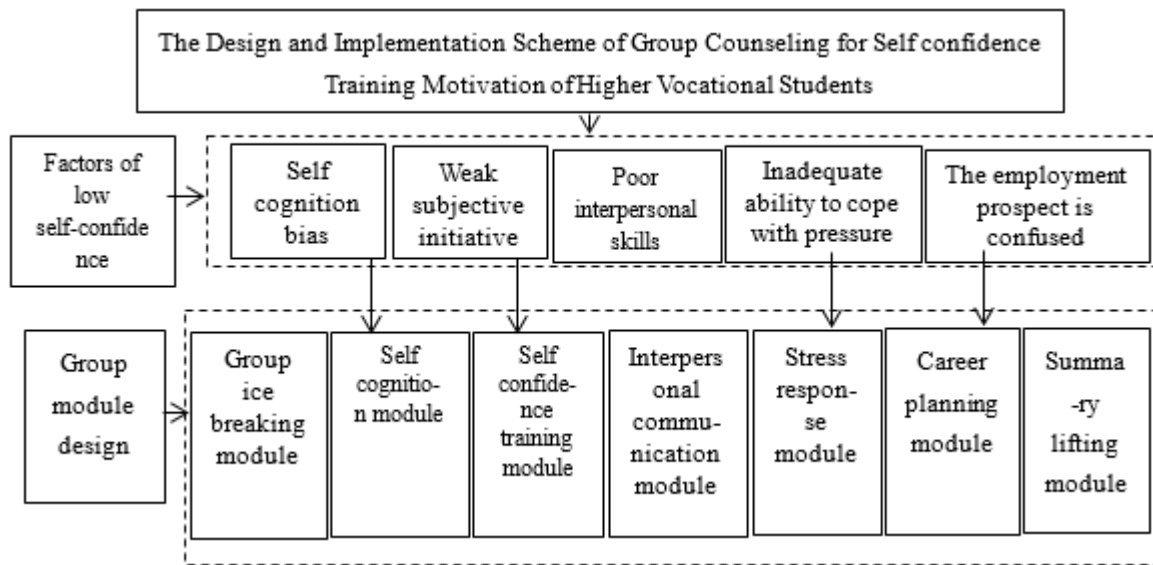 The Design and Implementation Scheme of Group Counseling for Self confidence
Training Motivation of Higher Vocational Students
Factors of
low
self-confide
nce
Self
cognition
bias
Weak
subjective
initiative
Poor
interpersonal
skills
Inadequate
ability to cope
with pressure
The employment
prospect is
confused
Group
module
design
Group
ice
breaking
module
Self
cognitio-
n module
Self
confide-
nce
training
module
Interpers
onal
commu-
nication
module
Stress
respon-
se
module
Career
planning
module
Summa
-ry
lifting
module